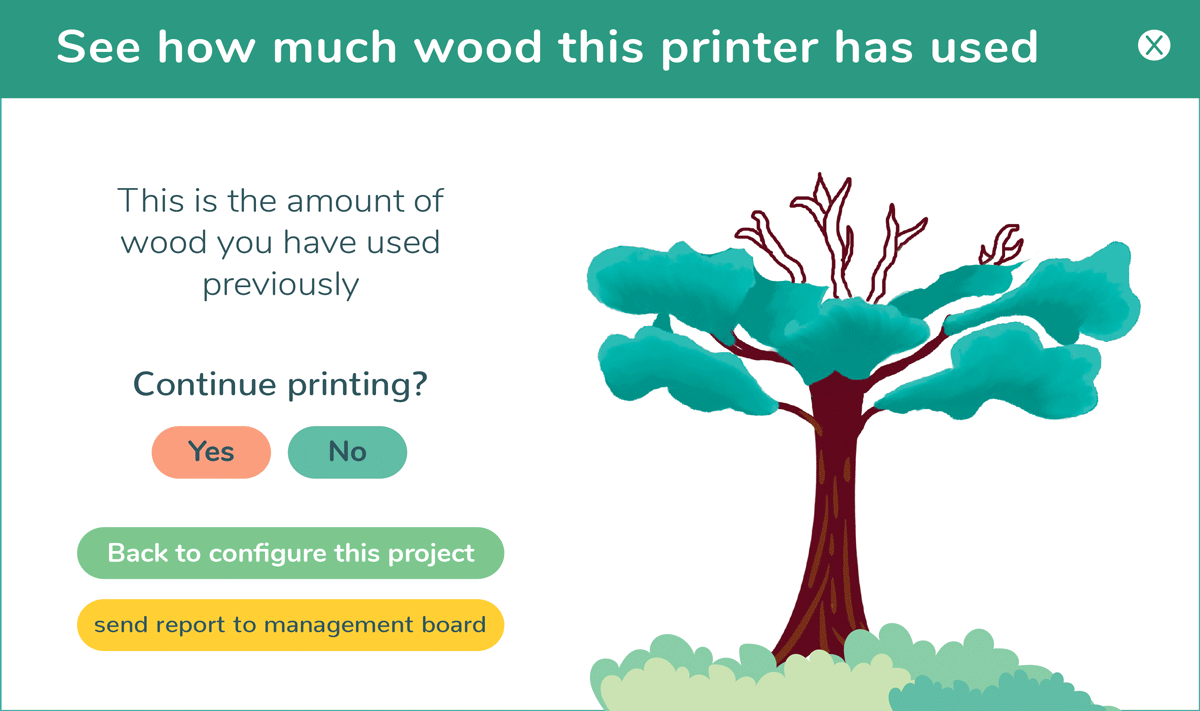 See how much wood this printer has used
This is the amount of
wood you have used
previously
Continue printing?
Yes
No
Back to configure this project
send report to management board